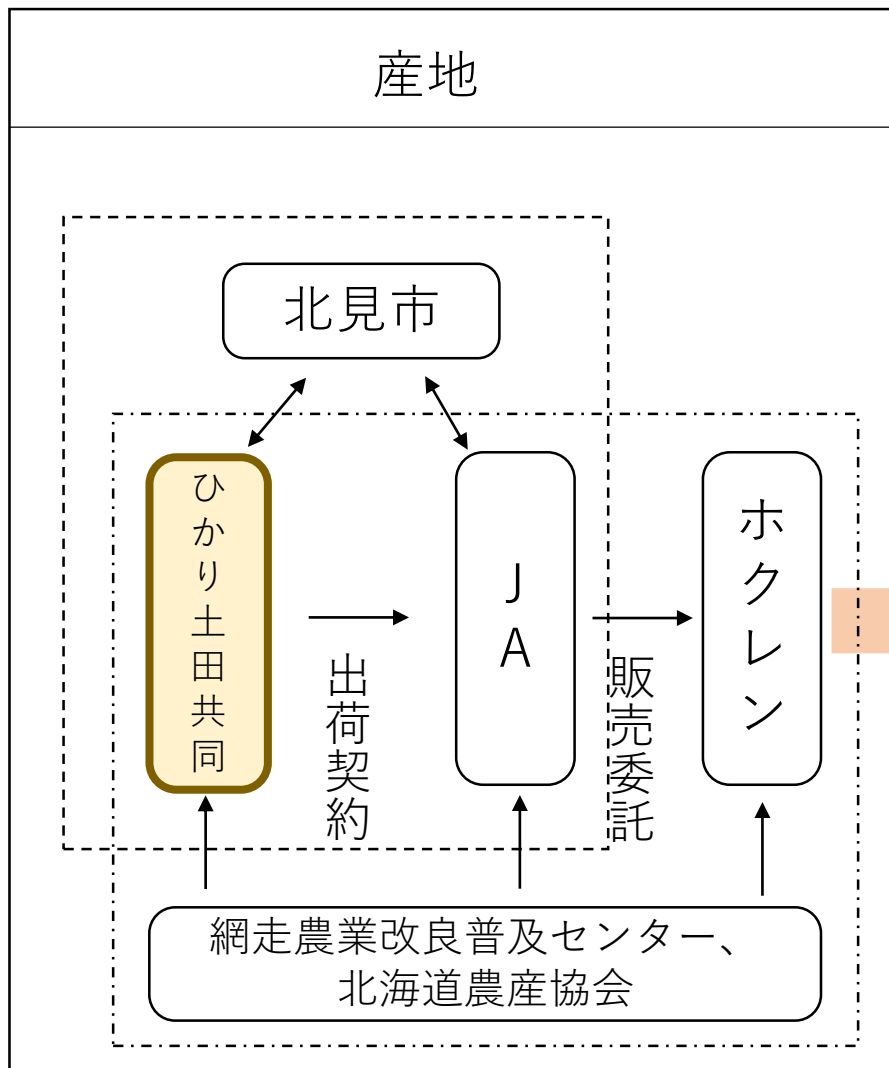 産地
北見市
ひかり土田共同
出荷契約
JA
販売委託
ホクレン
網走農業改良普及センター、
北海道農産協会